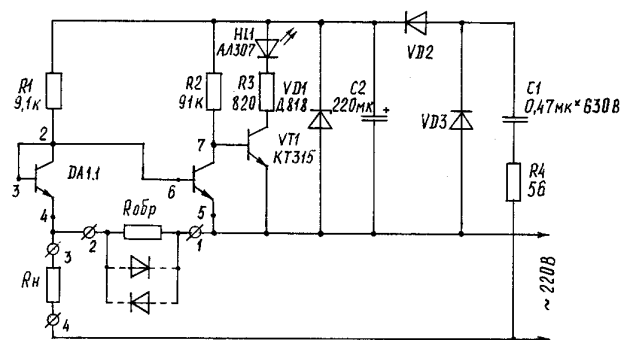 HL1
АЛ307
R1
9,1к
R2
91к
R3
820
VD1
Д818
C2
220мк
+
VD2
VD3
C1
0,47мк×630В
R4
56
2
3
DA1.1
4
7
6
5
VT1
КТ315
2
Rобр
1
3
Rн
4
~220В